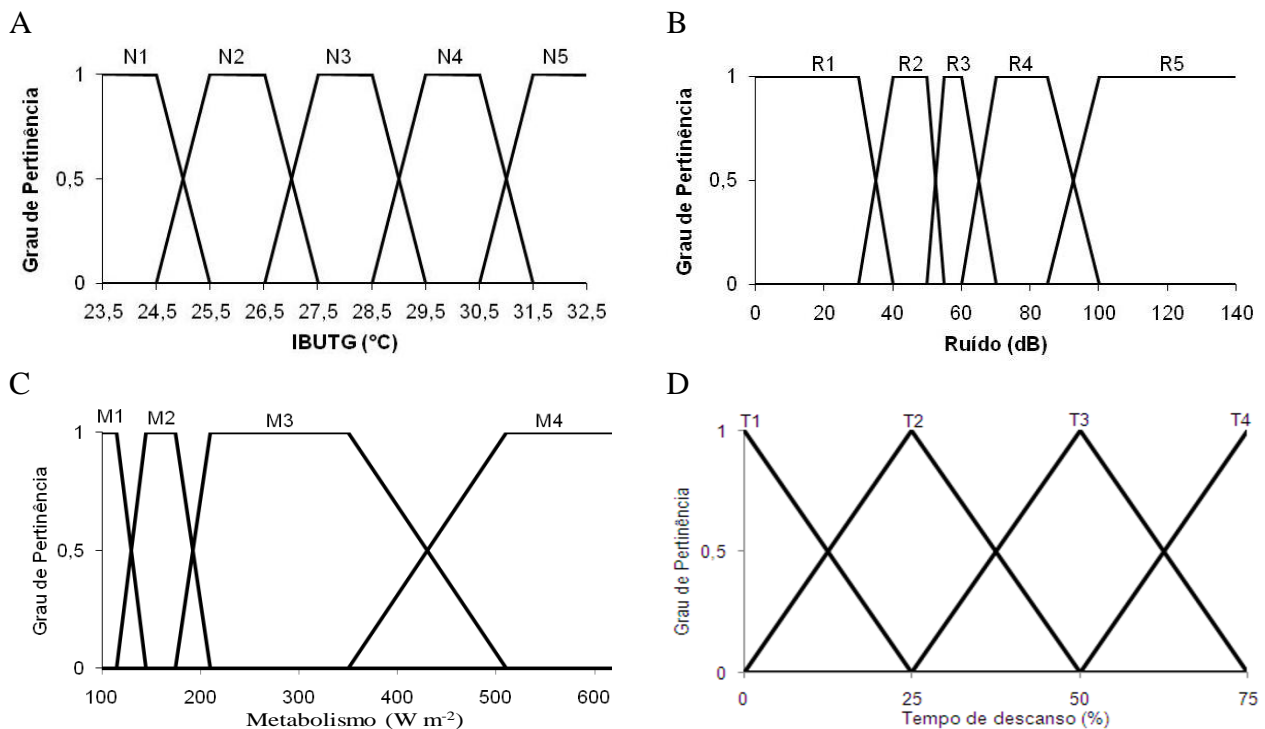 A
N1 N2 N3 N4 N5
Grau de Pertinência
1
0,5
0
23,5 24,5 25,5 26,5 27,5 28,5 29,5 30,5 31,5 32,5
IBUTG (ºC)
B
R1 R2 R3 R4 R5
Grau de Pertinência
1
0,5
0
0 20 40 60 80 100 120 140
Ruído (dB)
C
M1 M2 M3 M4
Grau de Pertinência
1
0,5
0
100 200 300 400 500 600
Metabolismo (W m-2)
D
T1 T2 T3 T4
Grau de Pertinência
1
0,5
0
0 25 50 75
Tempo de descanso (%)